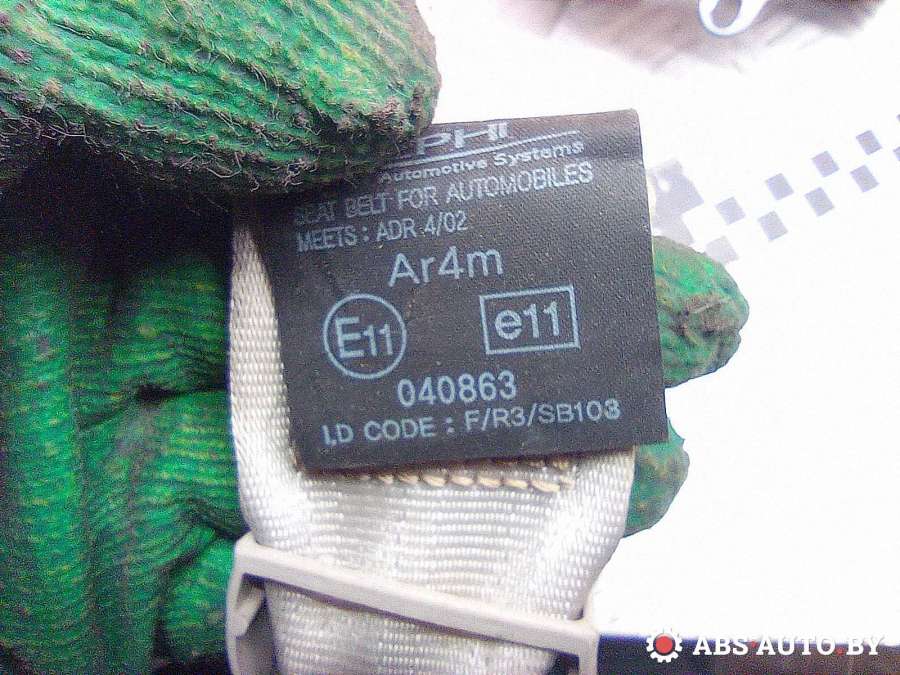 PHI
Automotive Systems
SEAT BELT FOR AUTOMOBILES
MEETS : ADR 4/02
Ar4m
E11 e11
040863
I.D CODE : F/R3/SB103
ABS-AUTO.BY